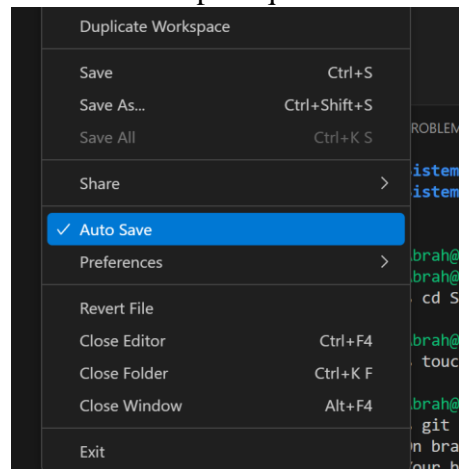 Duplicate Workspace
Save Ctrl+S
Save As... Ctrl+Shift+S
Save All Ctrl+K S
ROBLEM
Share >
istem
istem
✓ Auto Save
Preferences >
brah@
brah@
cd S
Revert File
Close Editor Ctrl+F4
brah@
touc
Close Folder Ctrl+K F
Close Window Alt+F4
brah@
git
n bra
Exit